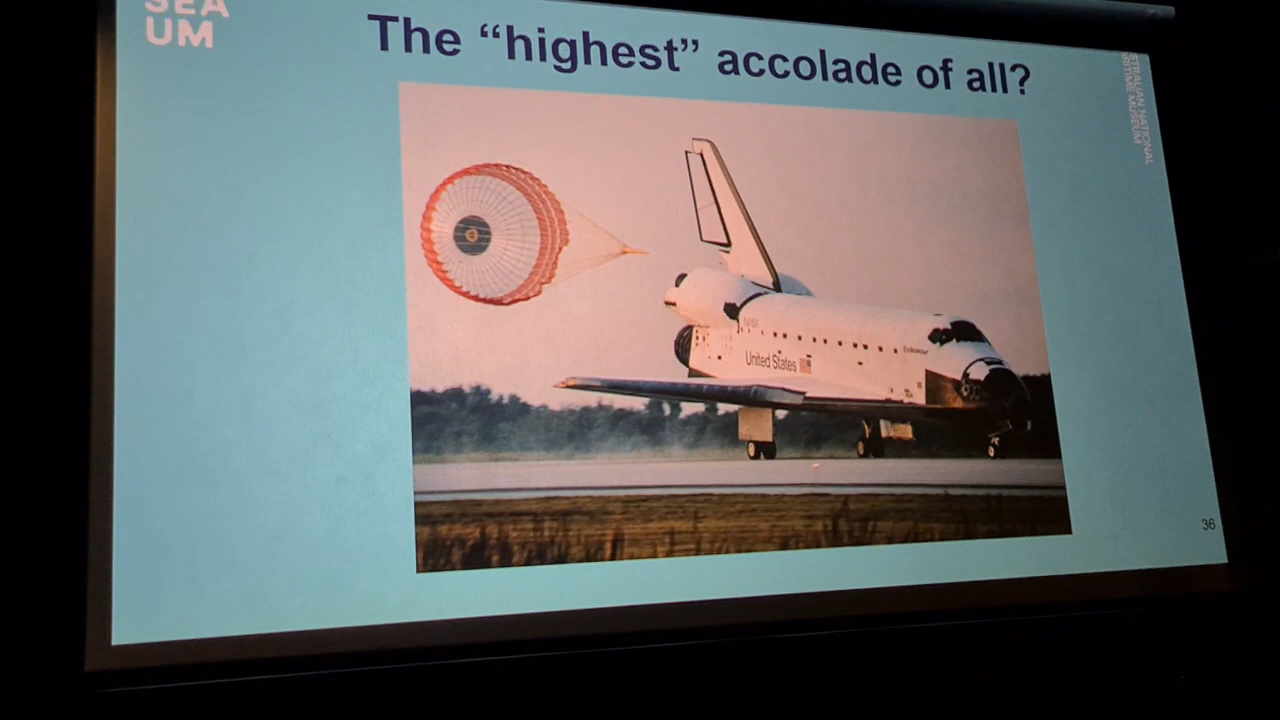 SEA
UM
The “highest” accolade of all?
AUSTRALIAN NATIONAL
MARITIME MUSEUM
United States
Endeavour
36